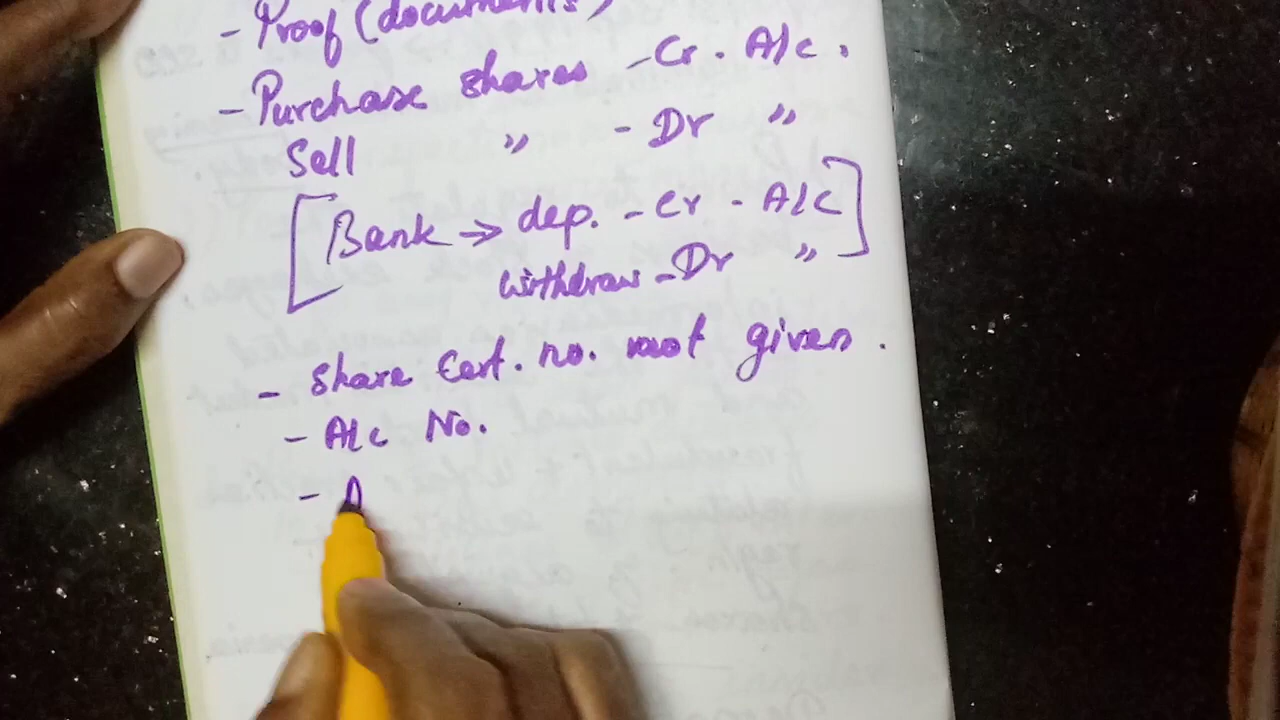 - Proof (documents)
- Purchase shares - Cr. A/c.
Sell " - Dr "
[Bank → dep. - Cr - A/c]
withdraw - Dr "
- Share Cert. no. not given.
- A/c No.
- A